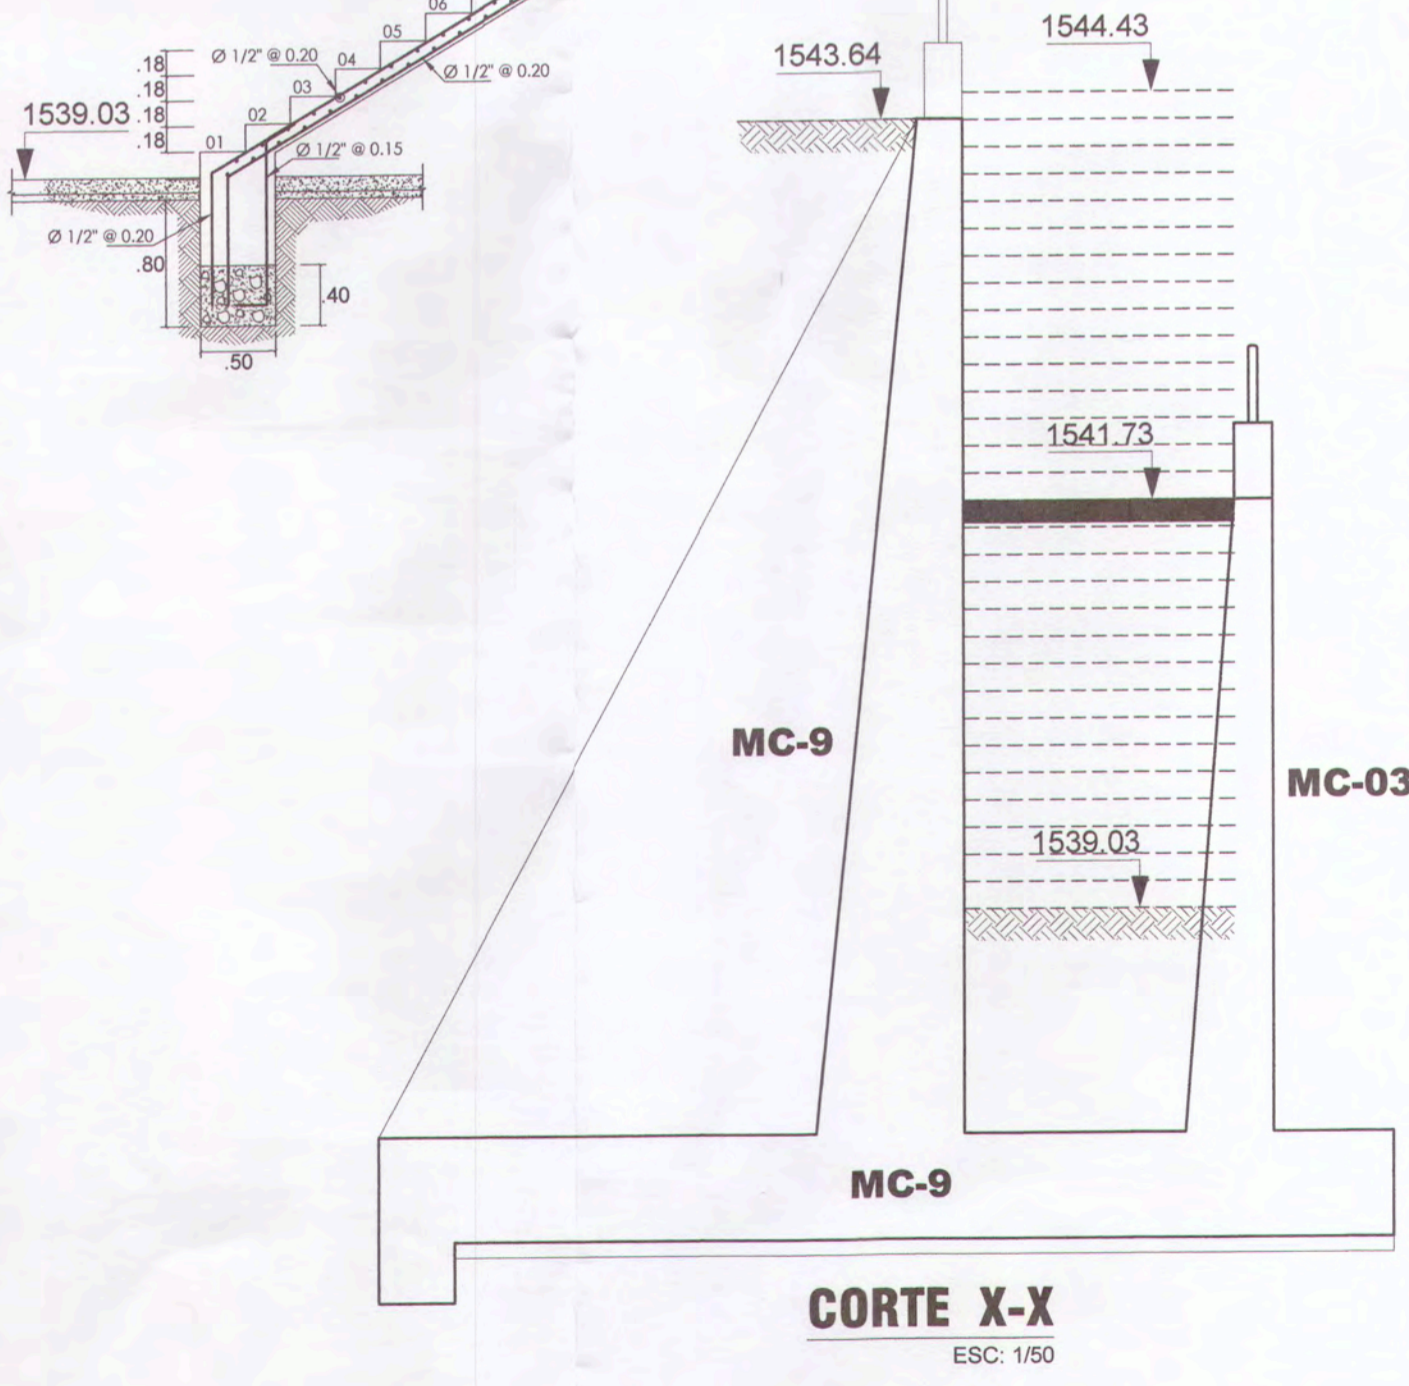 06
05
04
03
02
01
Ø 1/2" @ 0.20
Ø 1/2" @ 0.20
Ø 1/2" @ 0.15
Ø 1/2" @ 0.20
.18
.18
.18
.18
1539.03
.80
.40
.50
1543.64
1544.43
1541.73
1539.03
MC-9
MC-03
MC-9
CORTE X-X
ESC: 1/50